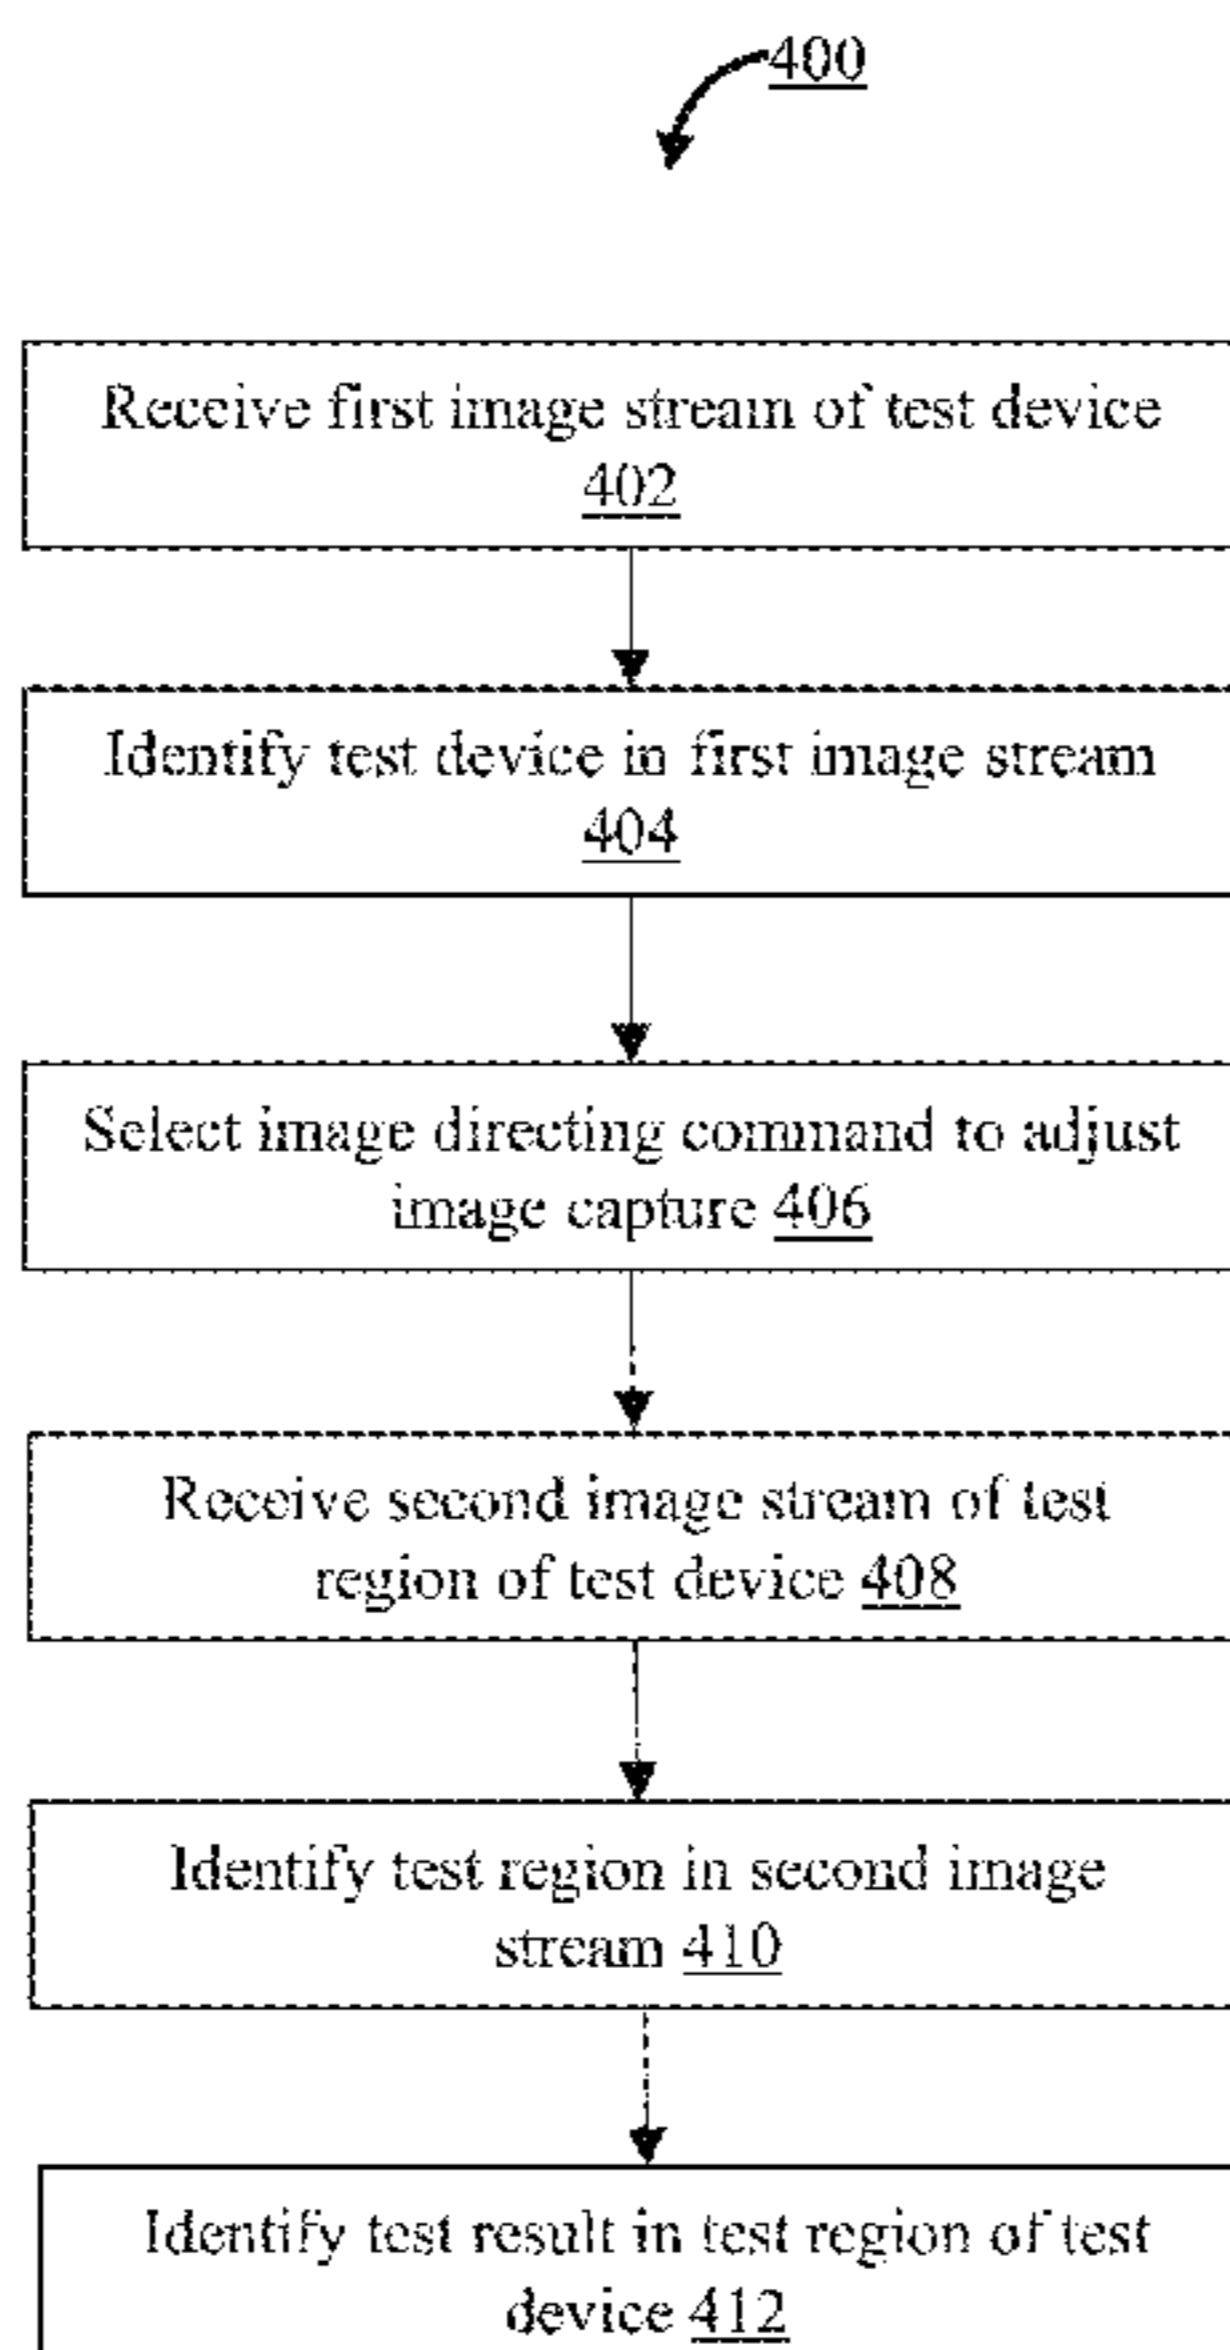 400
Receive first image stream of test device
402
Identify test device in first image stream
404
Select image directing command to adjust
image capture 406
Receive second image stream of test
region of test device 408
Identify test region in second image
stream 410
Identify test result in test region of test
device 412